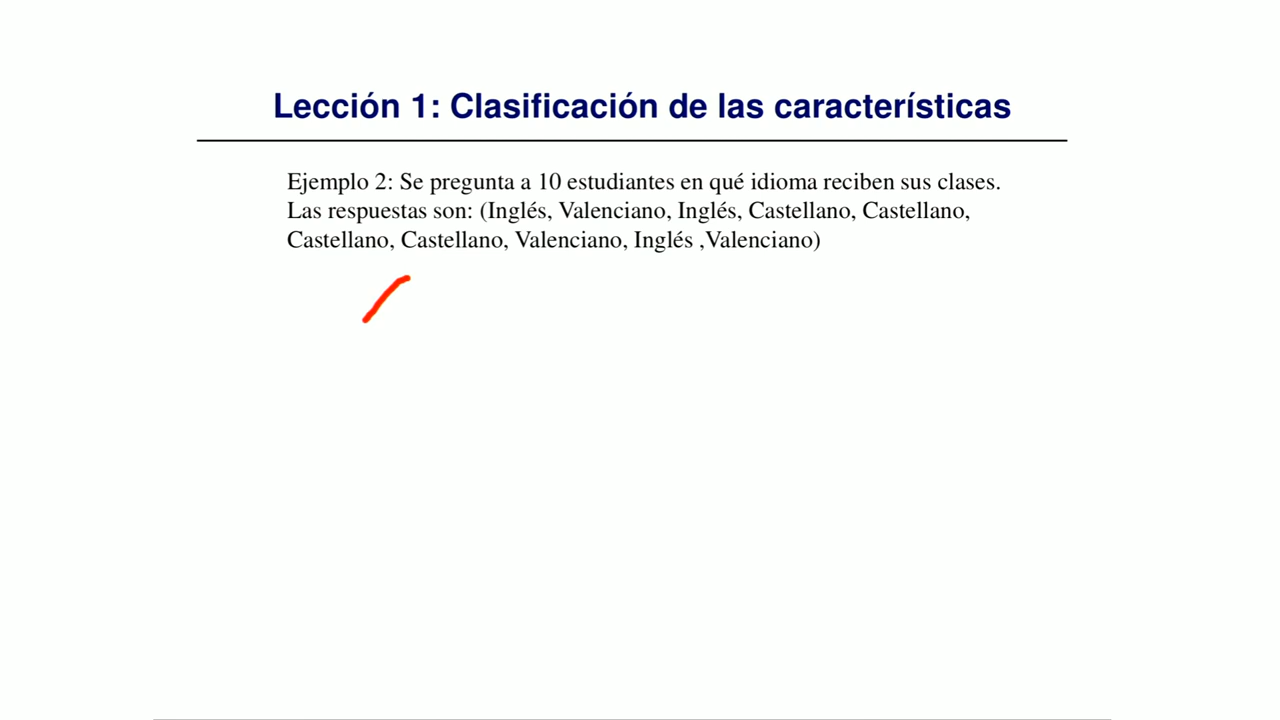 Lección 1: Clasificación de las características
Ejemplo 2: Se pregunta a 10 estudiantes en qué idioma reciben sus clases.
Las respuestas son: (Inglés, Valenciano, Inglés, Castellano, Castellano,
Castellano, Castellano, Valenciano, Inglés ,Valenciano)